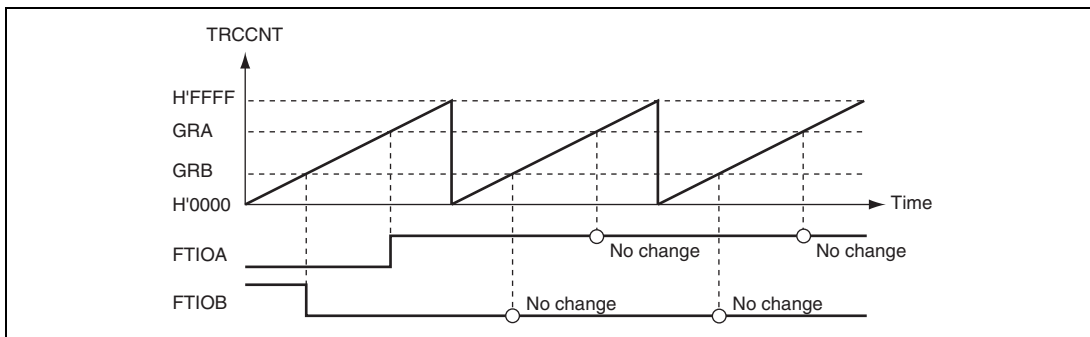 TRCCNT
H'FFFF
GRA
GRB
H'0000
Time
FTIOA
No change
No change
FTIOB
No change
No change